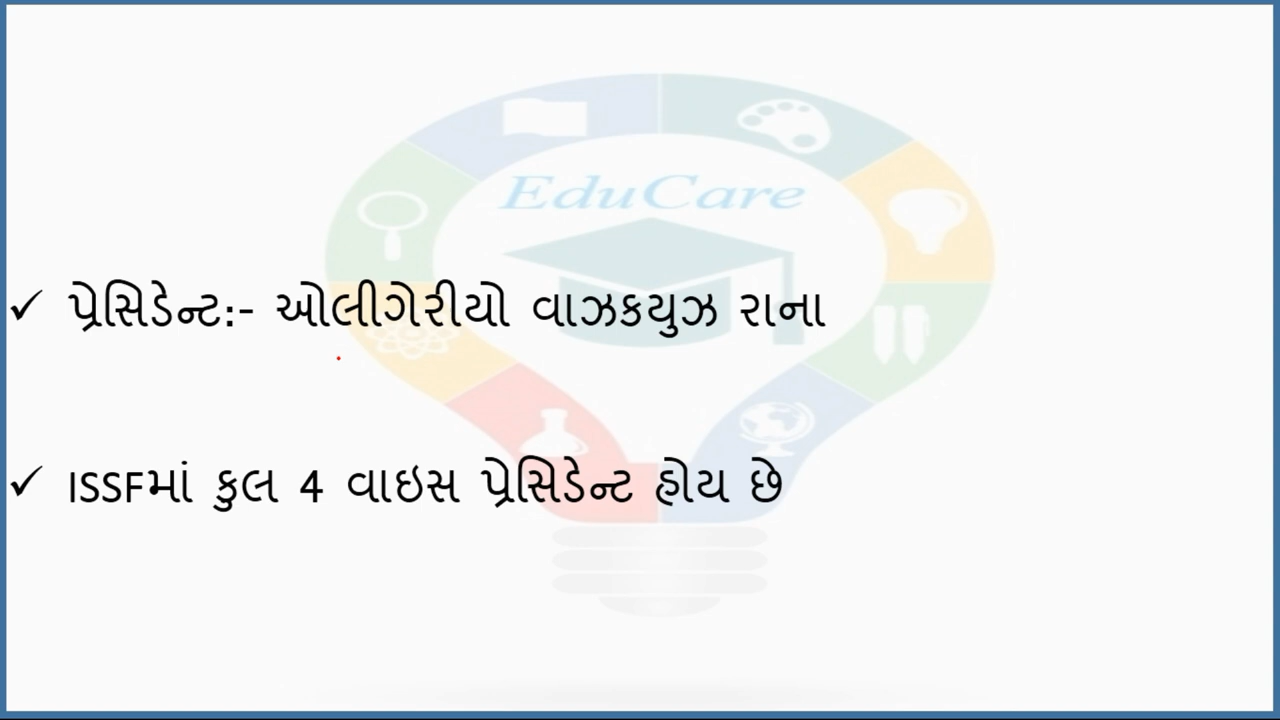 EduCare
✓ પ્રેસિડેન્ટ:- ઓલીગેરીયો વાઝકયુઝ રાના
✓ ISSFમાં કુલ 4 વાઇસ પ્રેસિડેન્ટ હોય છે